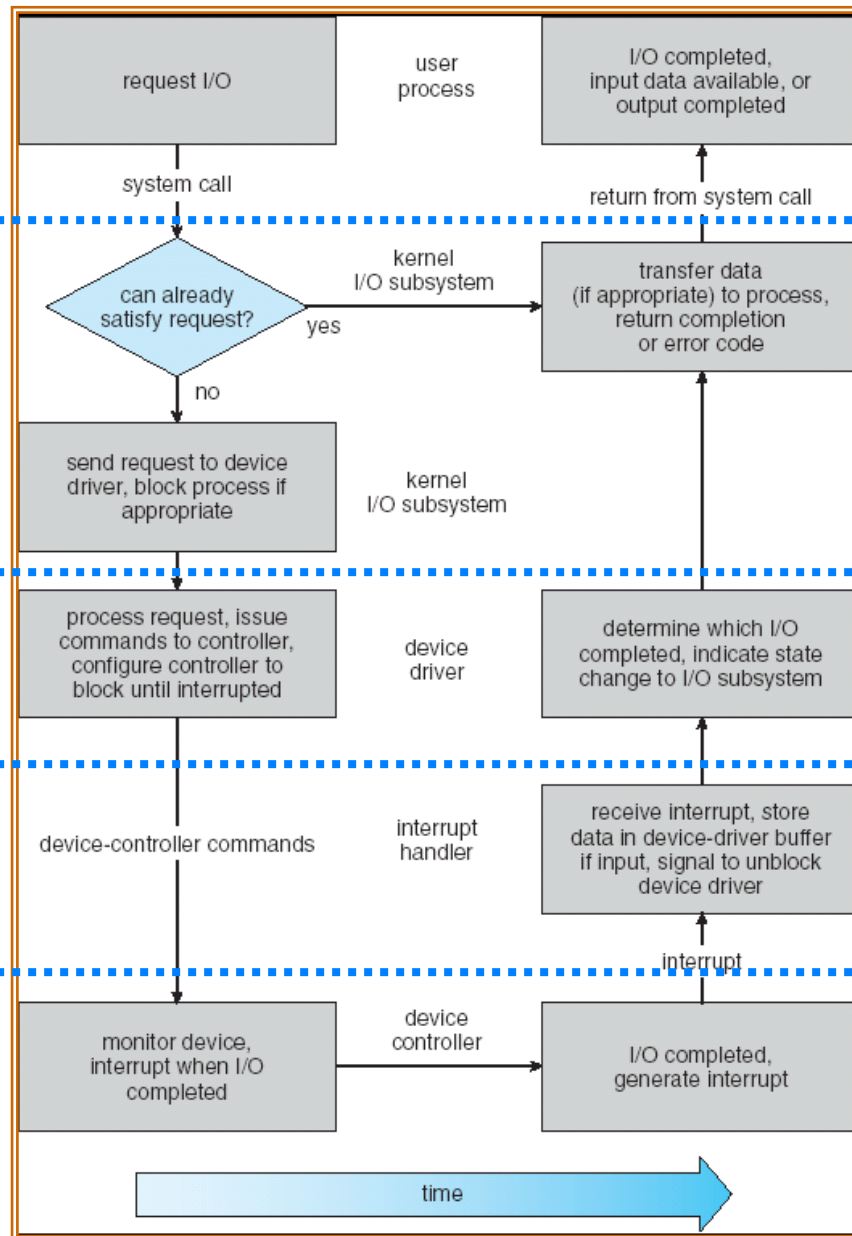 request I/O
user
process
I/O completed,
input data available, or
output completed
system call
return from system call
can already
satisfy request?
kernel
I/O subsystem
yes
transfer data
(if appropriate) to process,
return completion
or error code
no
send request to device
driver, block process if
appropriate
kernel
I/O subsystem
process request, issue
commands to controller,
configure controller to
block until interrupted
device
driver
determine which I/O
completed, indicate state
change to I/O subsystem
device-controller commands
interrupt
handler
receive interrupt, store
data in device-driver buffer
if input, signal to unblock
device driver
interrupt
monitor device,
interrupt when I/O
completed
device
controller
I/O completed,
generate interrupt
time